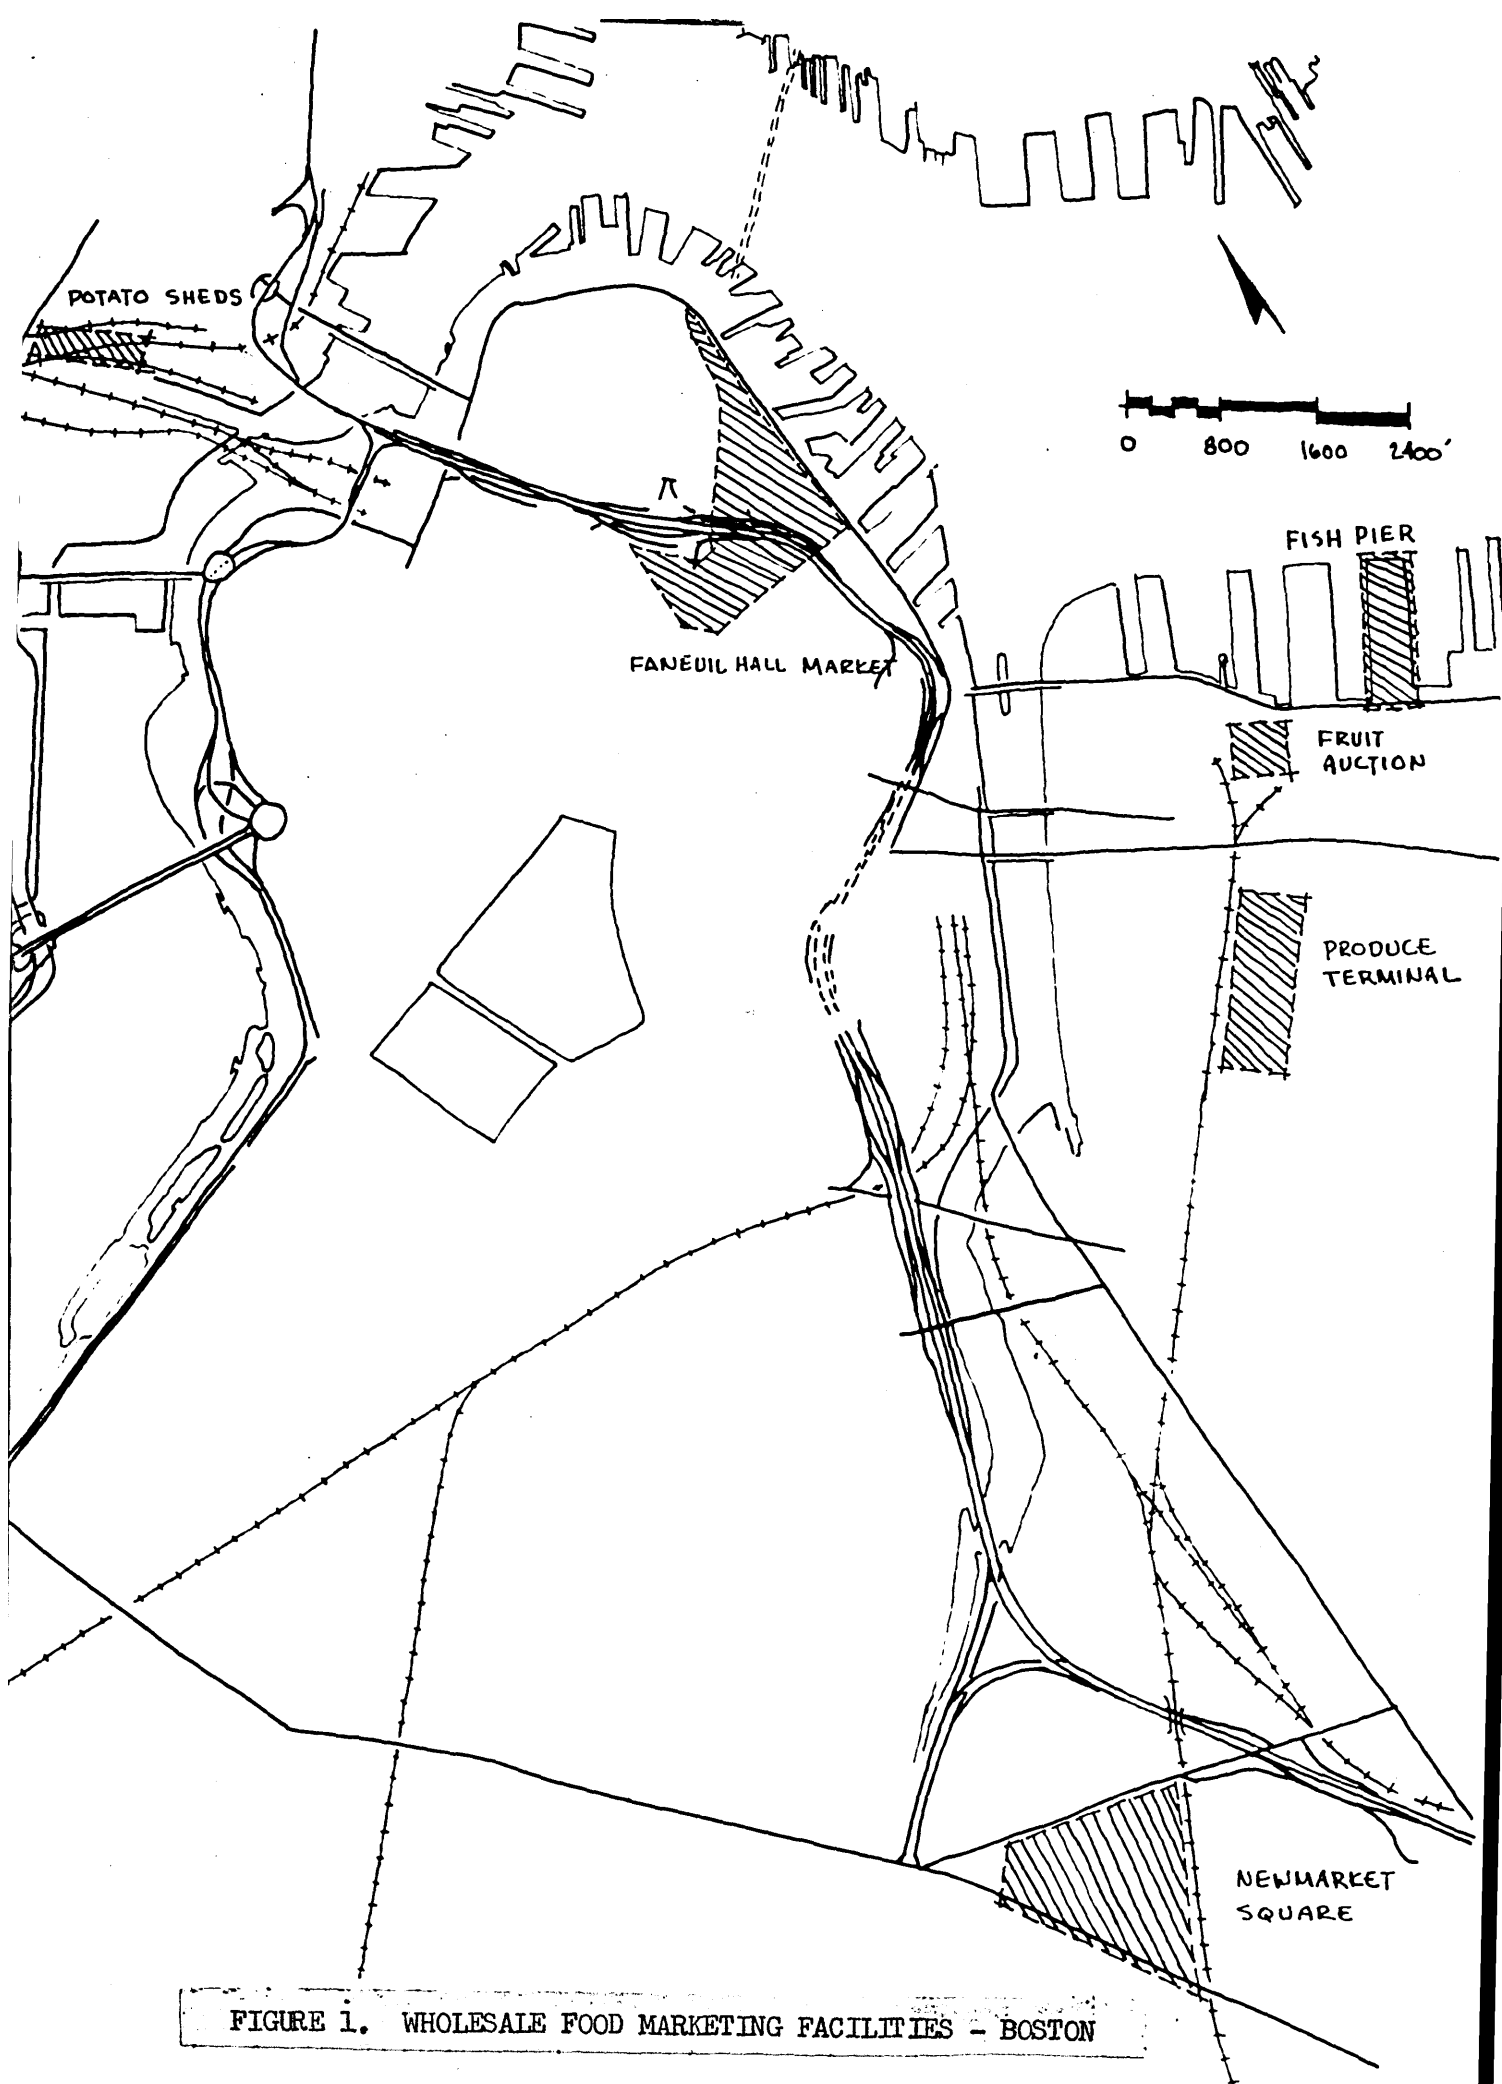 POTATO SHEDS
0 800 1600 2400'
FISH PIER
FANEUIL HALL MARKET
FRUIT
AUCTION
PRODUCE
TERMINAL
NEWMARKET
SQUARE
FIGURE 1. WHOLESALE FOOD MARKETING FACILITIES - BOSTON